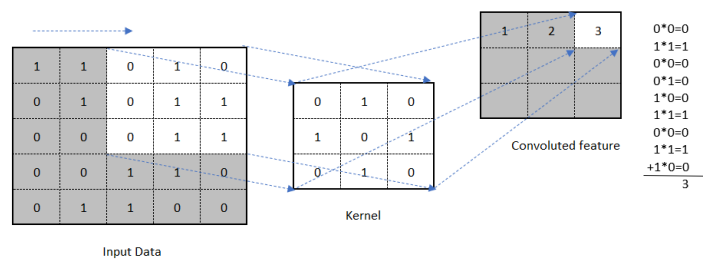 1 1 0 1 0
0 1 0 1 1
0 0 0 1 1
0 0 1 1 0
0 1 1 0 0
Input Data
0 1 0
1 0 1
0 1 0
Kernel
1 2 3
Convoluted feature
0*0=0
1*1=1
0*0=0
0*1=0
1*0=0
1*1=1
0*0=0
1*1=1
+1*0=0
3